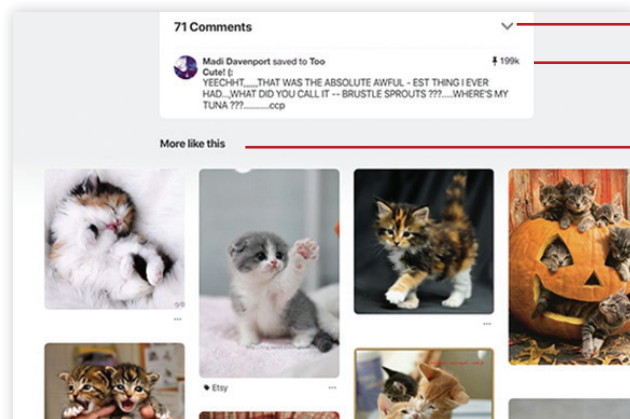 71 Comments
Madi Davenport saved to Too
199k
Cute! (:
YEECHHT,,,,,,THAT WAS THE ABSOLUTE AWFUL - EST THING I EVER
HAD...,WHAT DID YOU CALL IT -- BRUSTLE SPROUTS ???.....WHERE'S MY
TUNA ???...........ccp
More like this
Etsy